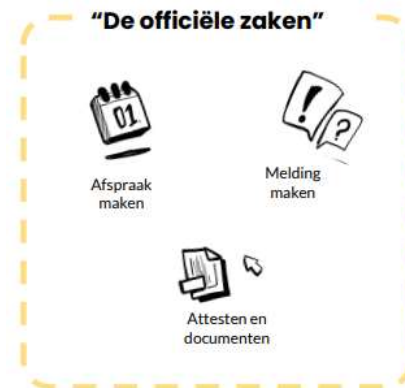 “De officiële zaken”
01
Afspraak
maken
!
?
Melding
maken
Attesten en
documenten